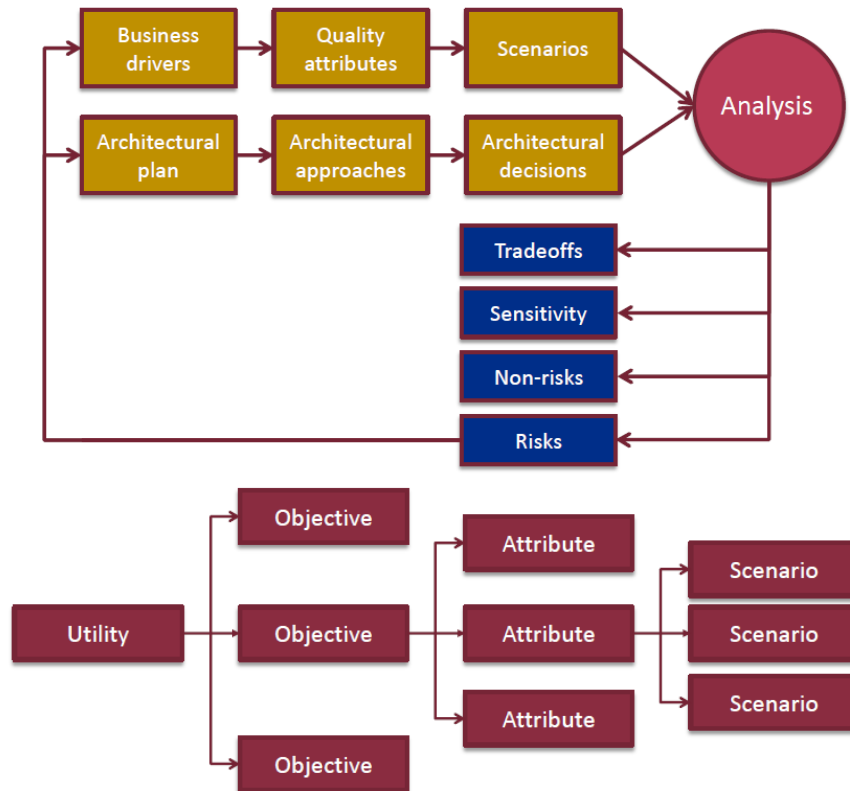 Business
drivers
Quality
attributes
Scenarios
Analysis
Architectural
plan
Architectural
approaches
Architectural
decisions
Tradeoffs
Sensitivity
Non-risks
Risks
Objective
Attribute
Scenario
Utility
Objective
Attribute
Scenario
Scenario
Attribute
Objective